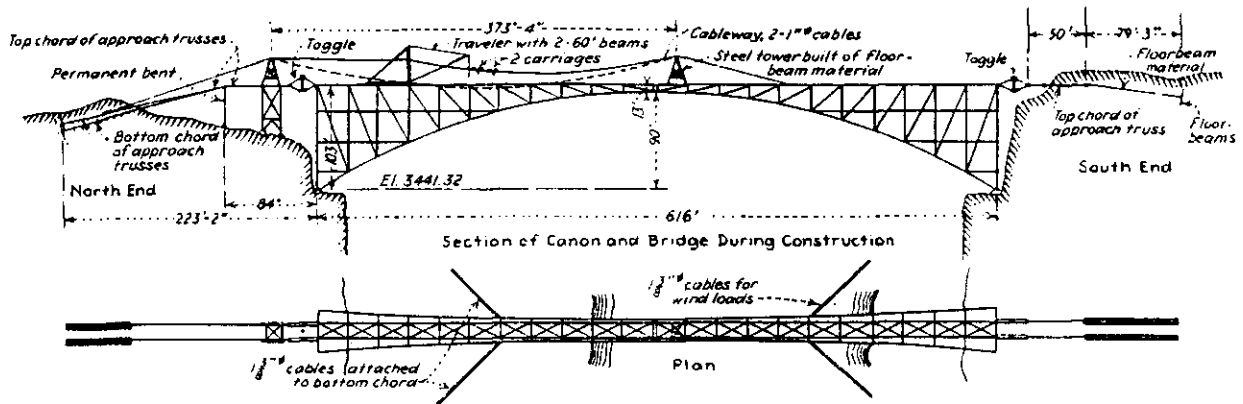 373'-4"
50'
79'-3"
Top chord of approach trusses
Toggle
Traveler with 2-60' beams
2 carriages
Cableway, 2-1"ᶲ cables
Steel tower built of floor-
beam material
Toggle
Floorbeam
material
Permanent bent
Bottom chord
of approach
trusses
103'
13'
90'
Top chord of
approach truss
Floor-
beams
North End
El. 3441.32
South End
84'
223'-2"
616'
Section of Canon and Bridge During Construction
cables for
wind loads
cables attached
to bottom chord
Plan